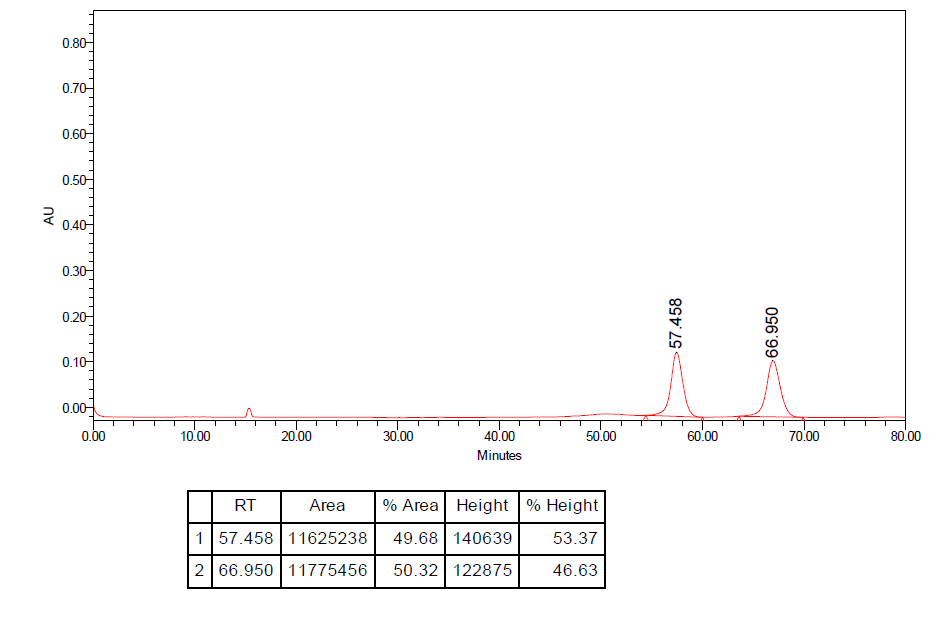 0.80
0.70
0.60
0.50
AU
0.40
0.30
0.20
0.10
0.00
57.458
66.950
0.00 10.00 20.00 30.00 40.00 50.00 60.00 70.00 80.00
Minutes
RT Area % Area Height % Height
1 57.458 11625238 49.68 140639 53.37
2 66.950 11775456 50.32 122875 46.63